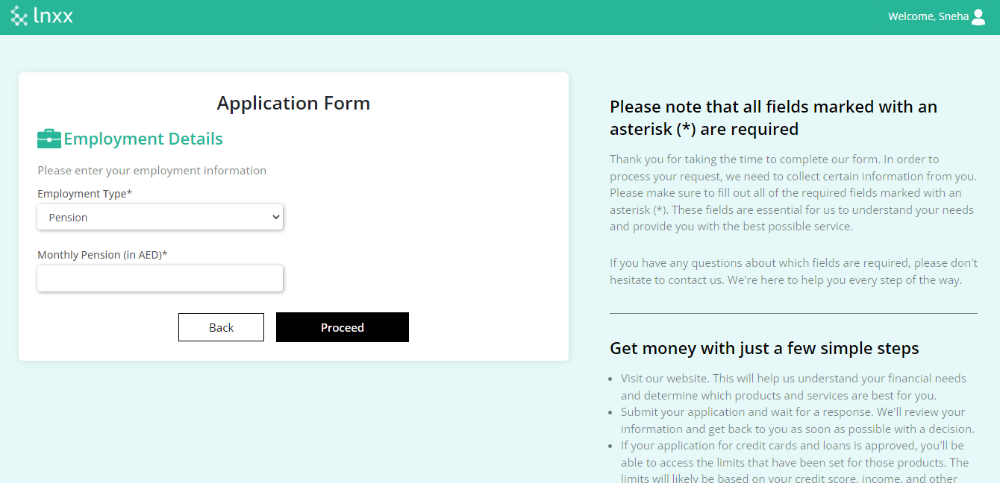 lnxx
Welcome, Sneha
Application Form
Employment Details
Please enter your employment information
Employment Type*
Pension
Monthly Pension (in AED)*
Back
Proceed
Please note that all fields marked with an
asterisk (*) are required
Thank you for taking the time to complete our form. In order to
process your request, we need to collect certain information from you.
Please make sure to fill out all of the required fields marked with an
asterisk (*). These fields are essential for us to understand your needs
and provide you with the best possible service.
If you have any questions about which fields are required, please don't
hesitate to contact us. We're here to help you every step of the way.
Get money with just a few simple steps
• Visit our website. This will help us understand your financial needs
and determine which products and services are best for you.
• Submit your application and wait for a response. We'll review your
information and get back to you as soon as possible with a decision.
• If your application for credit cards and loans is approved, you'll be
able to access the limits that have been set for those products. The
limits will likely be based on your credit score, income, and other